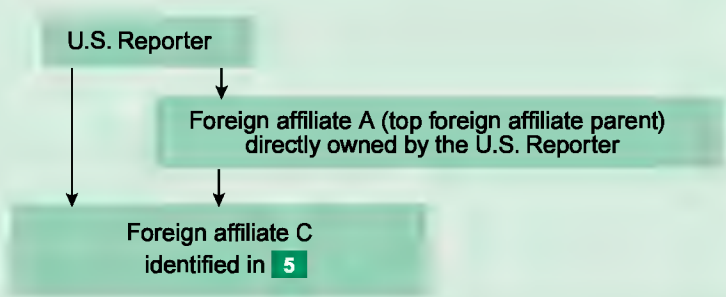 U.S. Reporter
Foreign affiliate A (top foreign affiliate parent)
directly owned by the U.S. Reporter
Foreign affiliate C
identified in 5